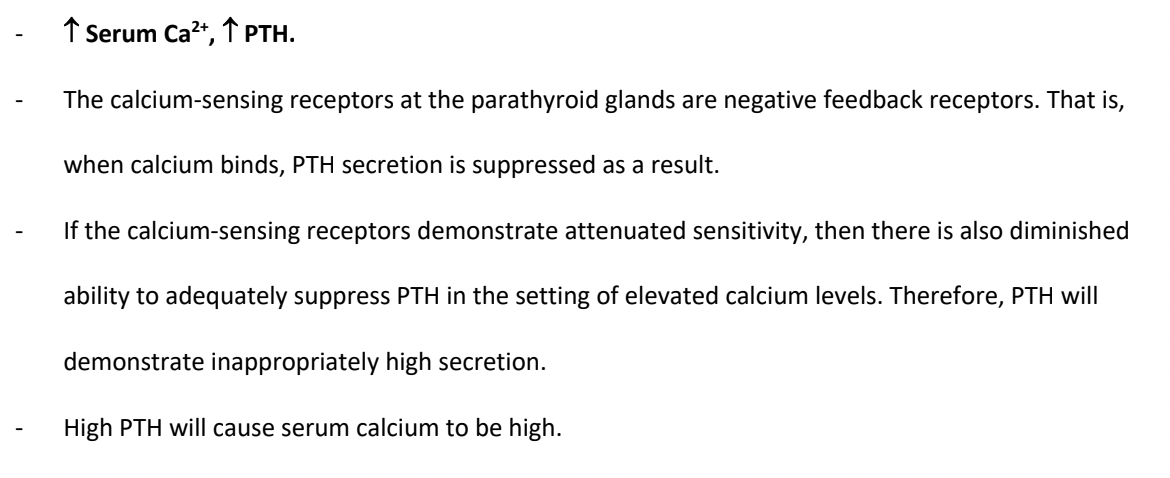 - ↑ Serum Ca²⁺, ↑ PTH.
- The calcium-sensing receptors at the parathyroid glands are negative feedback receptors. That is,
when calcium binds, PTH secretion is suppressed as a result.
- If the calcium-sensing receptors demonstrate attenuated sensitivity, then there is also diminished
ability to adequately suppress PTH in the setting of elevated calcium levels. Therefore, PTH will
demonstrate inappropriately high secretion.
- High PTH will cause serum calcium to be high.